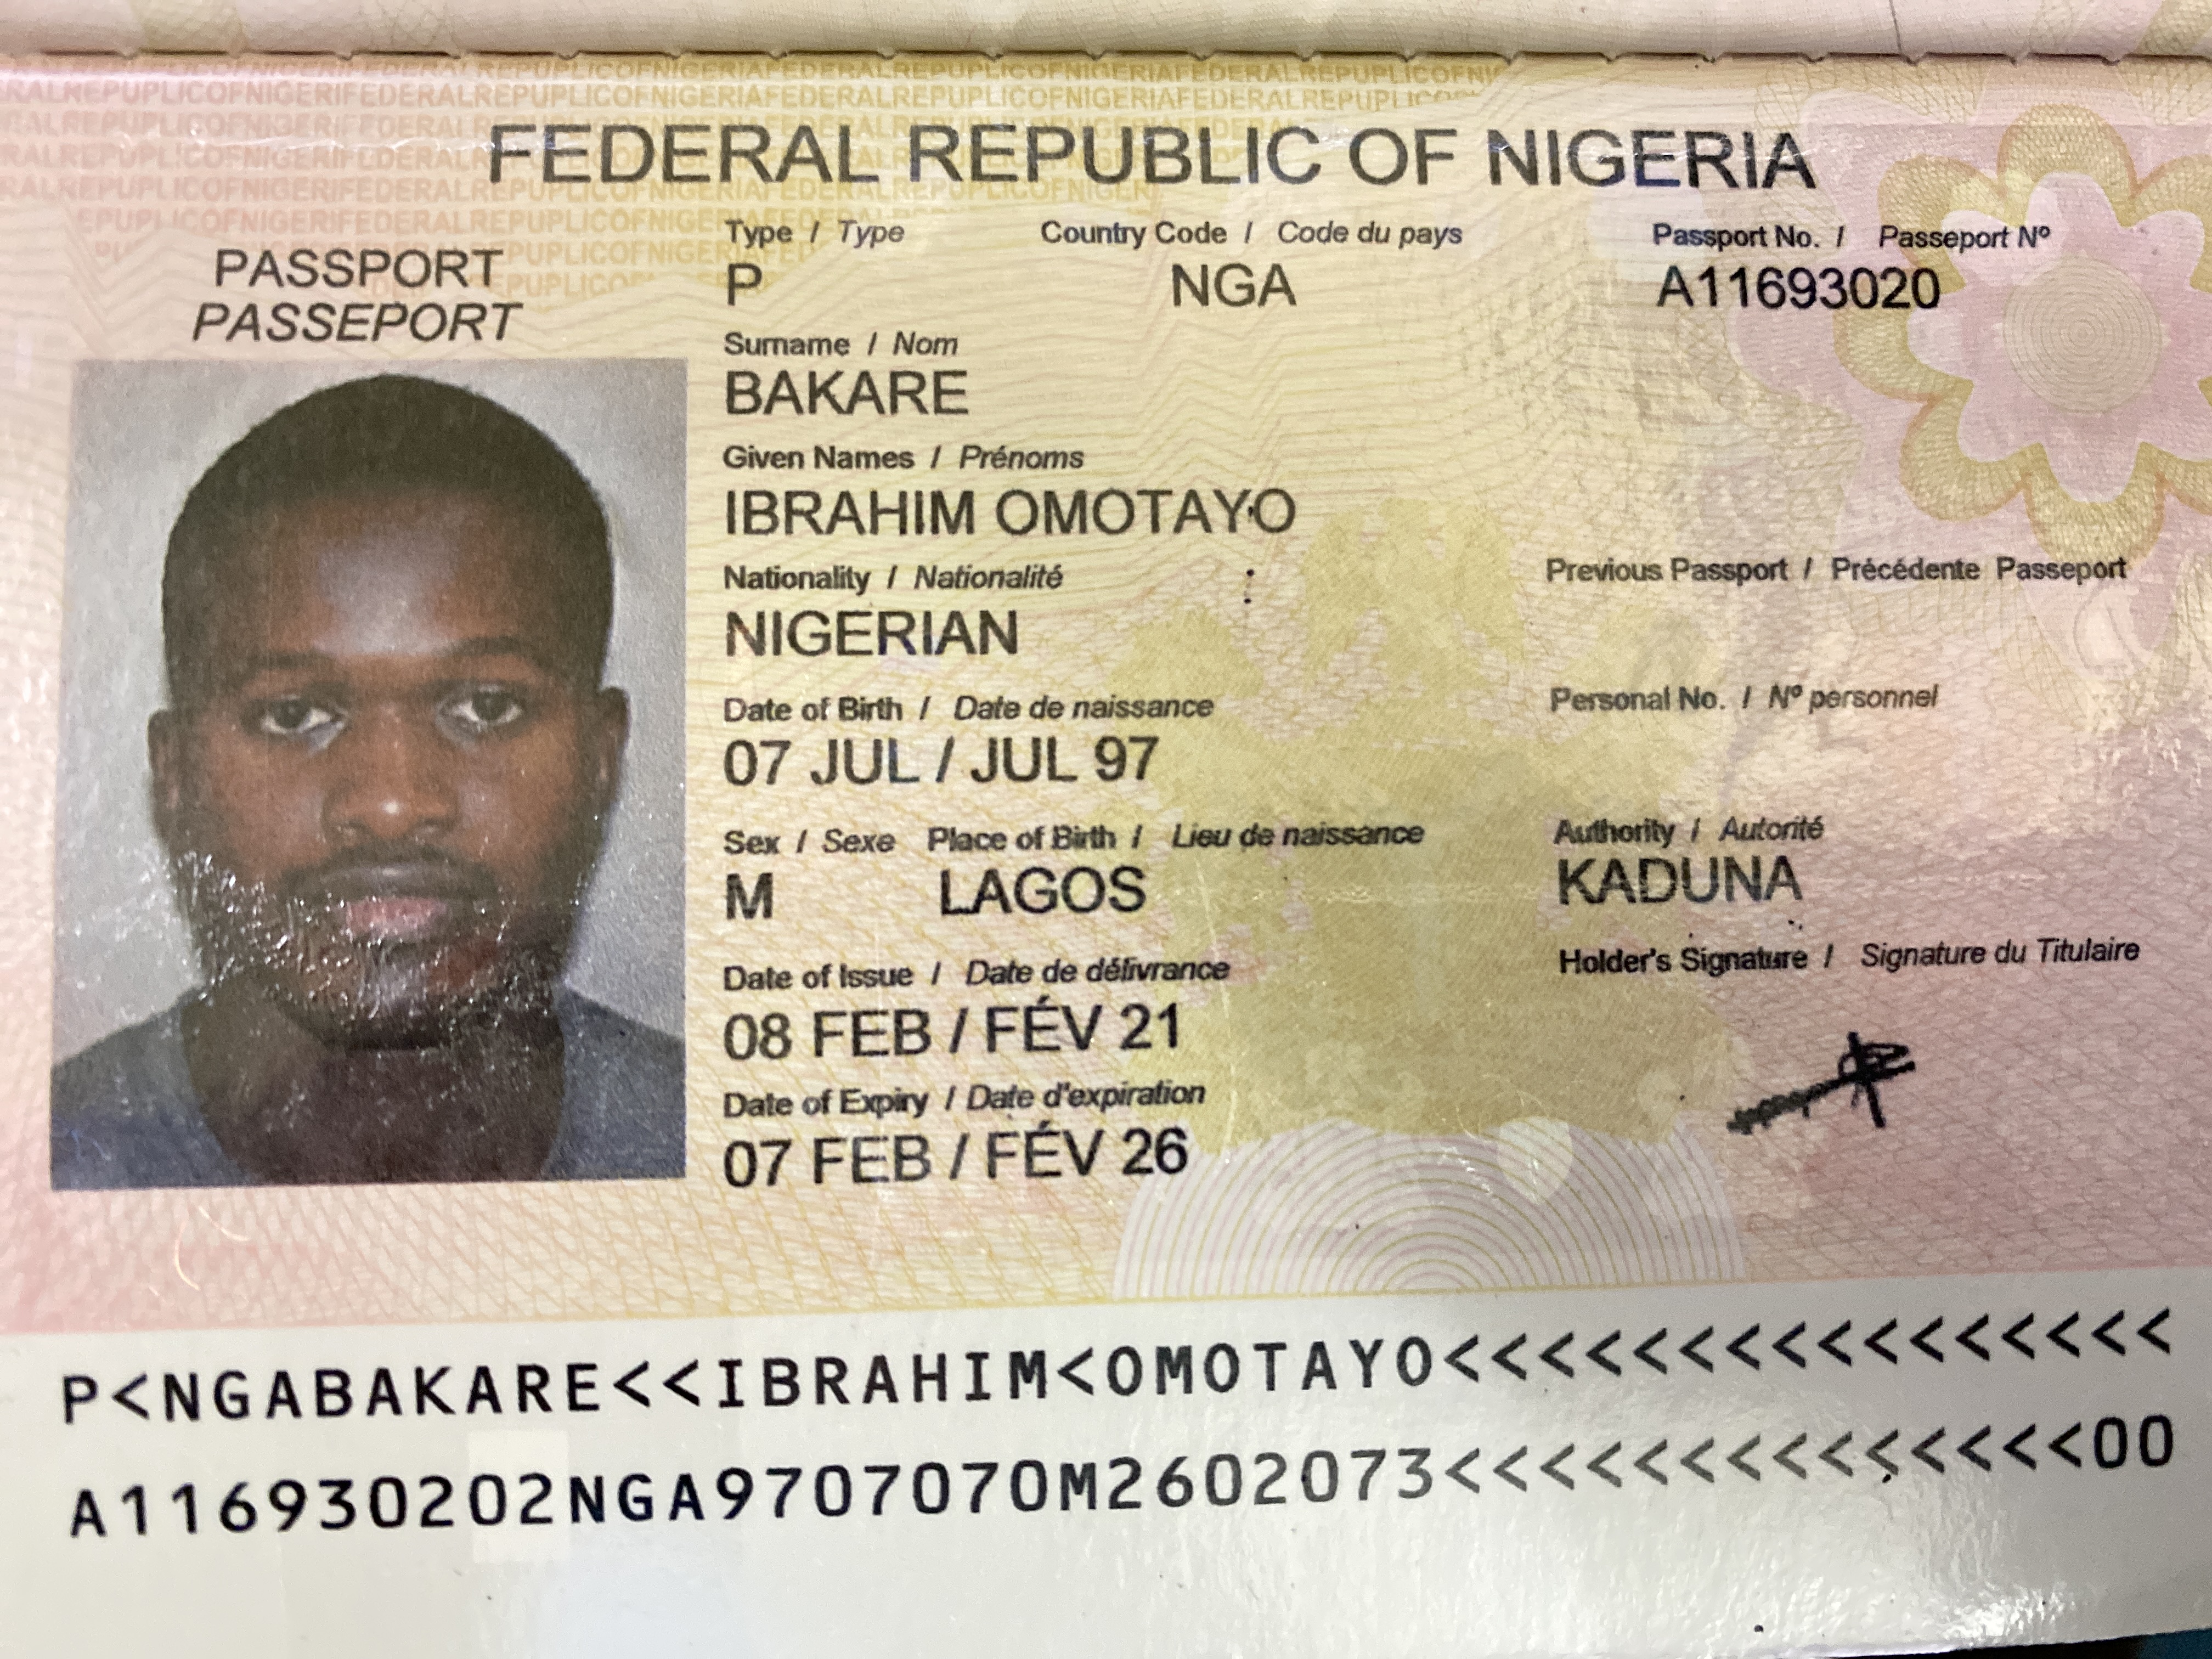 FEDERAL REPUBLIC OF NIGERIA
PASSPORT
PASSEPORT
Type / Type
Country Code / Code du pays
Passport No. / Passeport Nº
P
NGA
A11693020
Surname / Nom
BAKARE
Given Names / Prénoms
IBRAHIM OMOTAYO
Nationality / Nationalité
Previous Passport / Précédente Passeport
NIGERIAN
Date of Birth / Date de naissance
Personal No. / Nº personnel
07 JUL / JUL 97
Sex / Sexe
Place of Birth / Lieu de naissance
Authority / Autorité
M
LAGOS
KADUNA
Date of Issue / Date de délivrance
Holder's Signature / Signature du Titulaire
08 FEB / FÉV 21
Date of Expiry / Date d'expiration
07 FEB / FÉV 26
P<NGABAKARE<<IBRAHIM<OMOTAYO<<<<<<<<<<<<<<<<
A116930202NGA9707070M2602073<<<<<<<<<<<<<<00